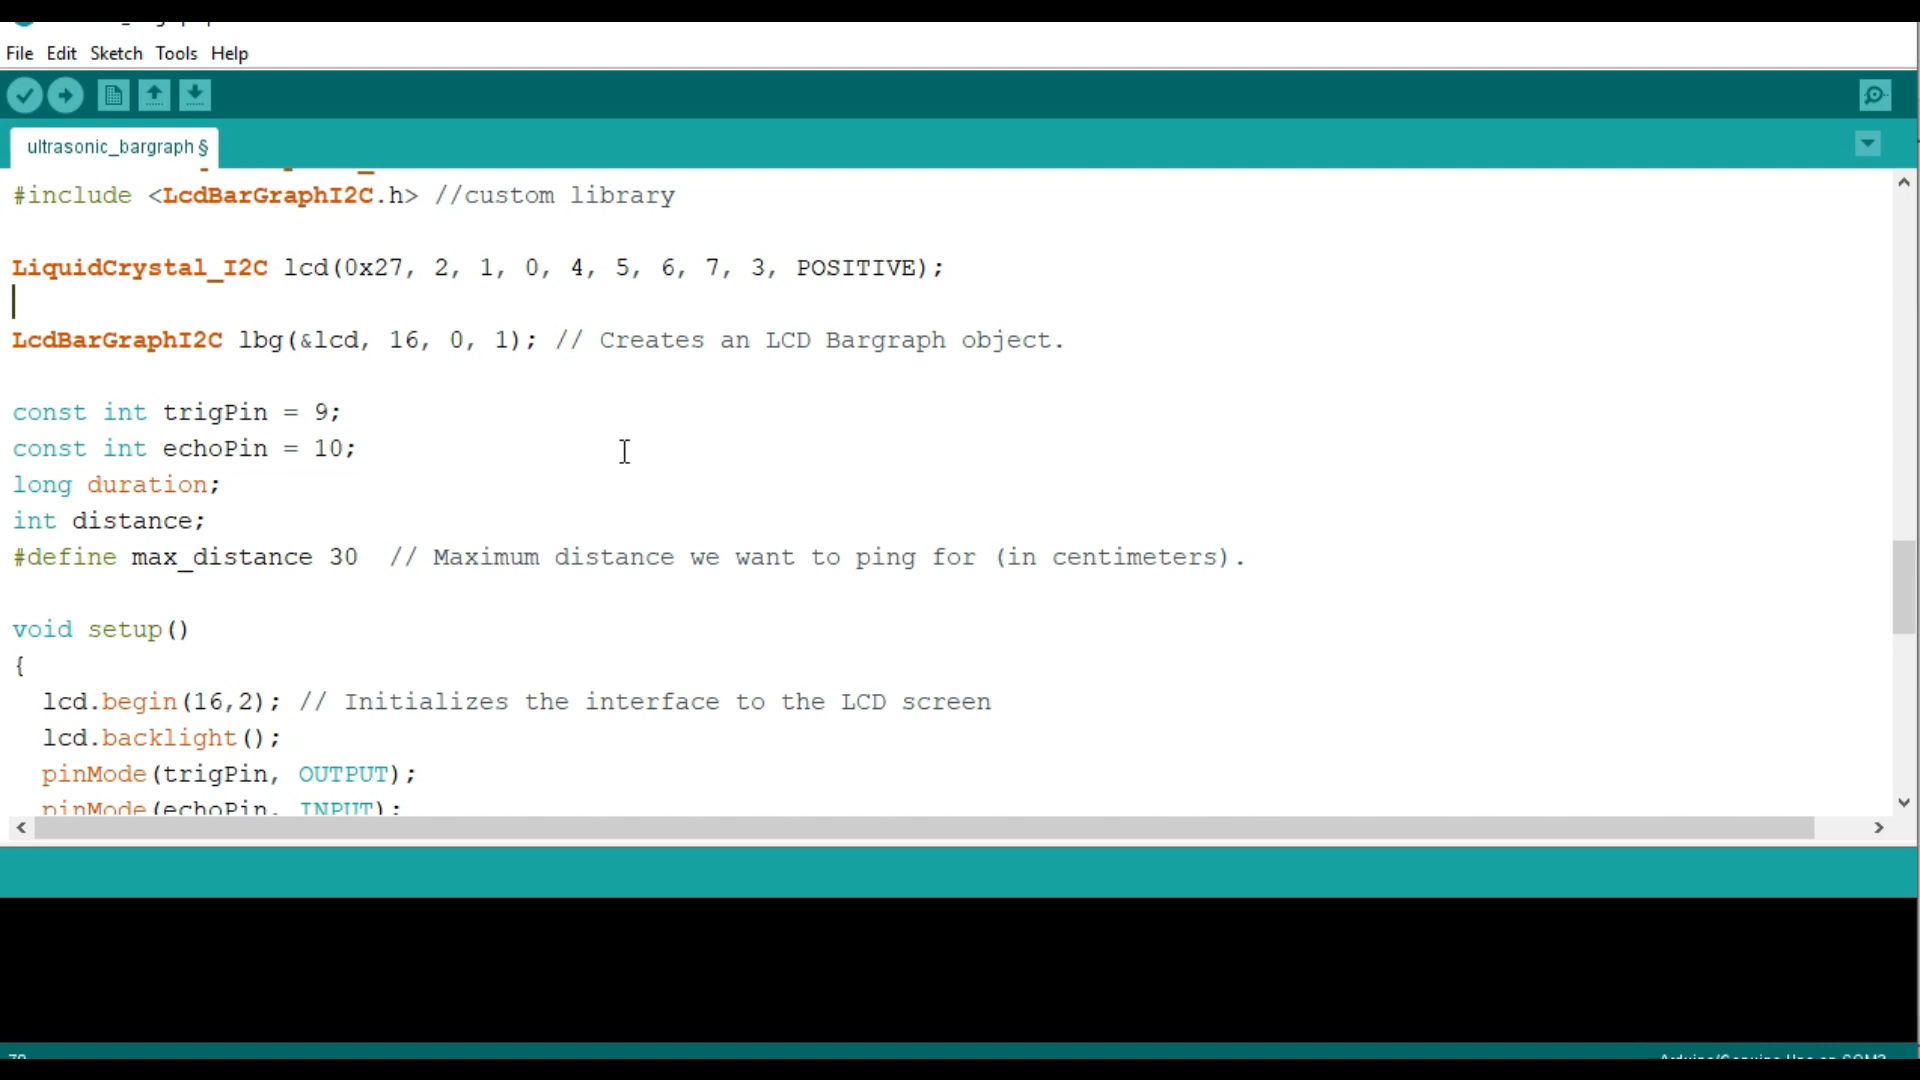 File Edit Sketch Tools Help
ultrasonic_bargraph §
#include <LcdBarGraphI2C.h> //custom library
LiquidCrystal_I2C lcd(0x27, 2, 1, 0, 4, 5, 6, 7, 3, POSITIVE);
LcdBarGraphI2C lbg(&lcd, 16, 0, 1); // Creates an LCD Bargraph object.
const int trigPin = 9;
const int echoPin = 10;
long duration;
int distance;
#define max_distance 30  // Maximum distance we want to ping for (in centimeters).
void setup()
{
lcd.begin(16,2); // Initializes the interface to the LCD screen
lcd.backlight();
pinMode(trigPin, OUTPUT);
pinMode(echoPin, INPUT);